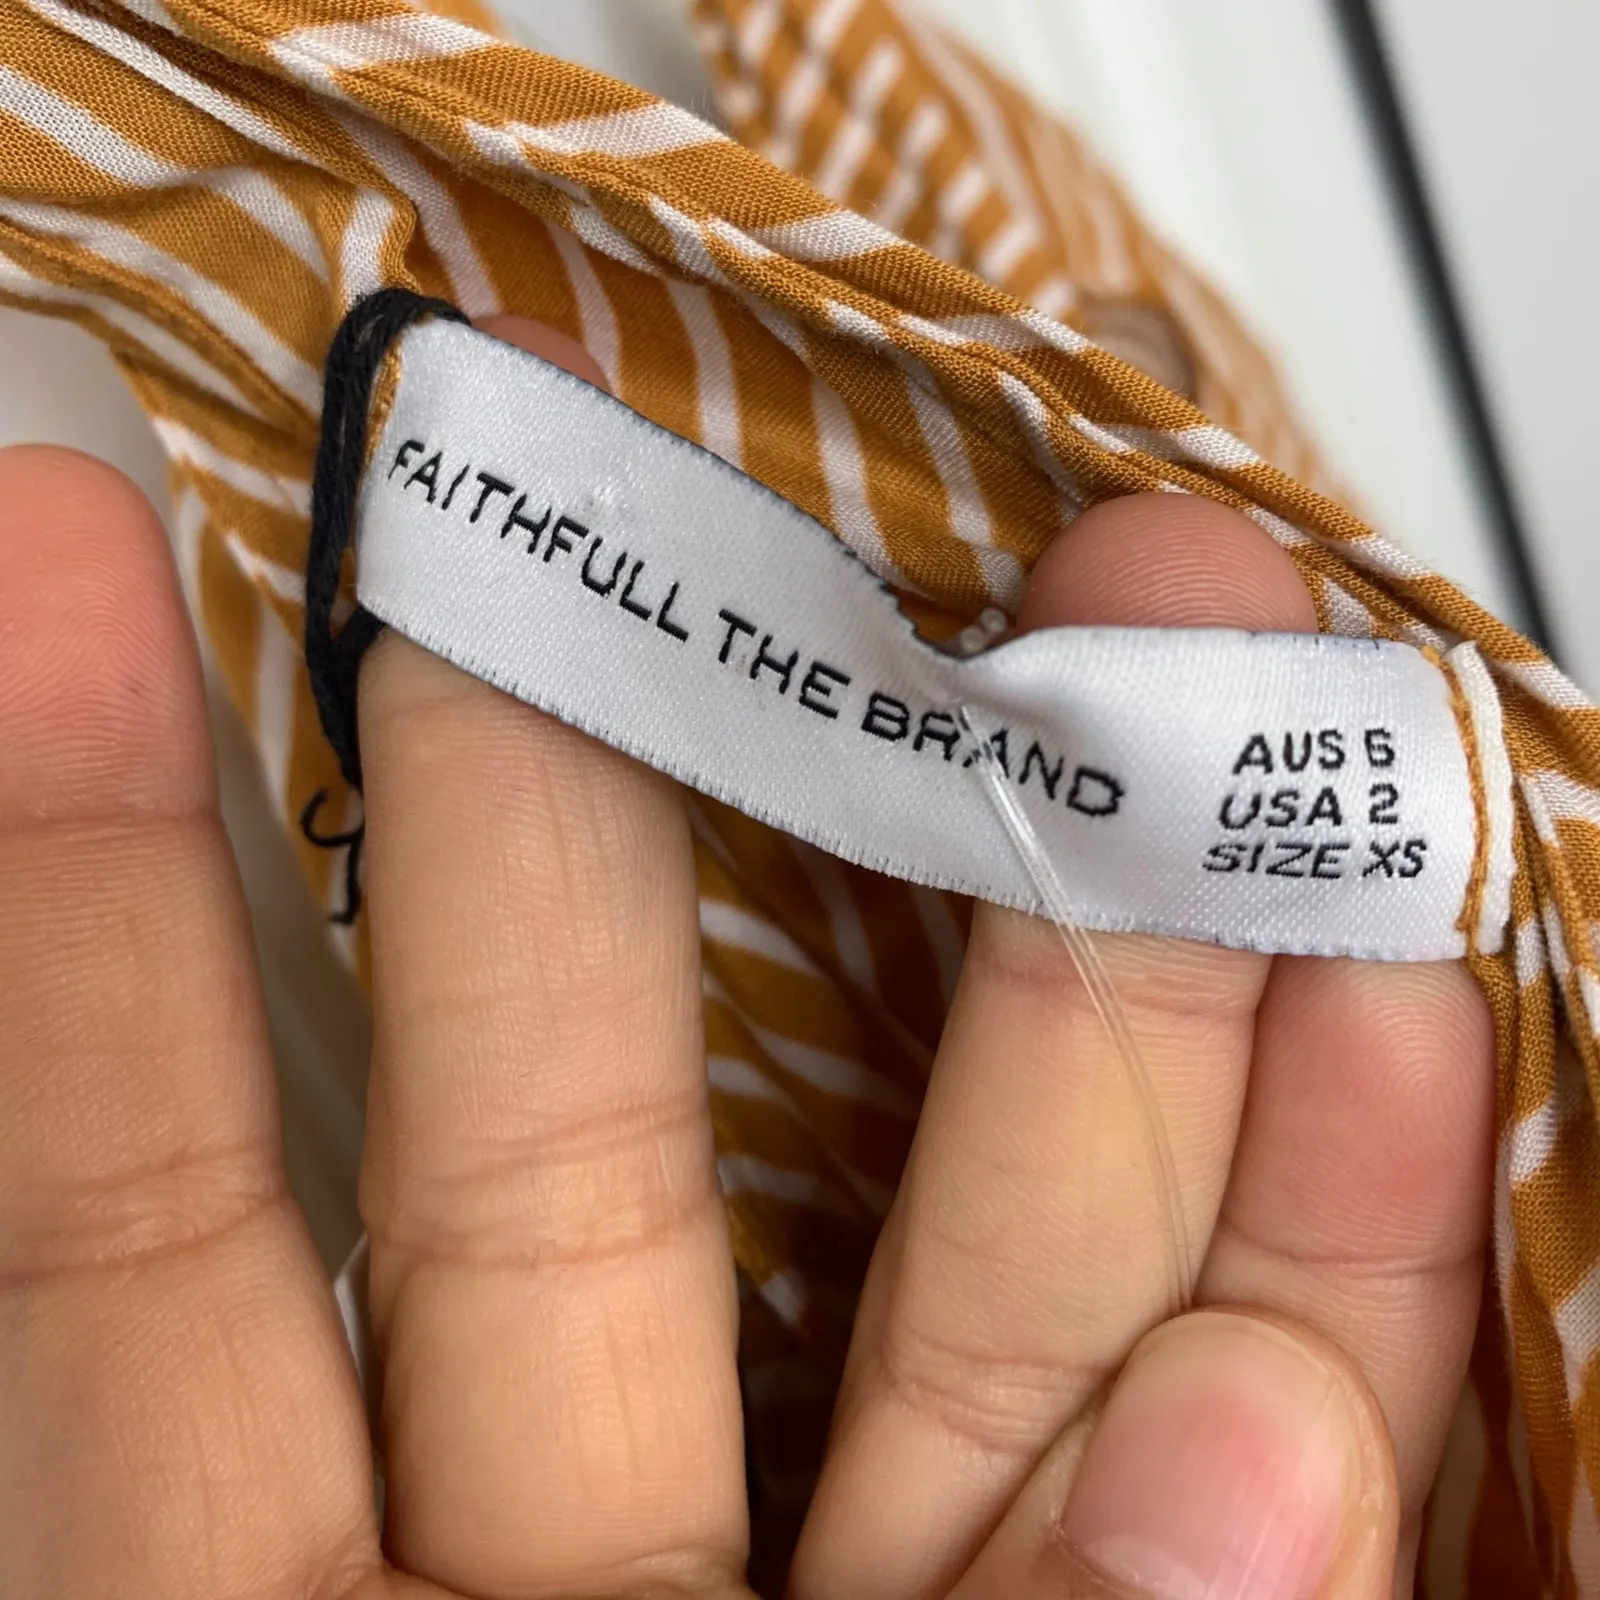 FAITHFULL THE BRAND
AUS 6
USA 2
SIZE XS